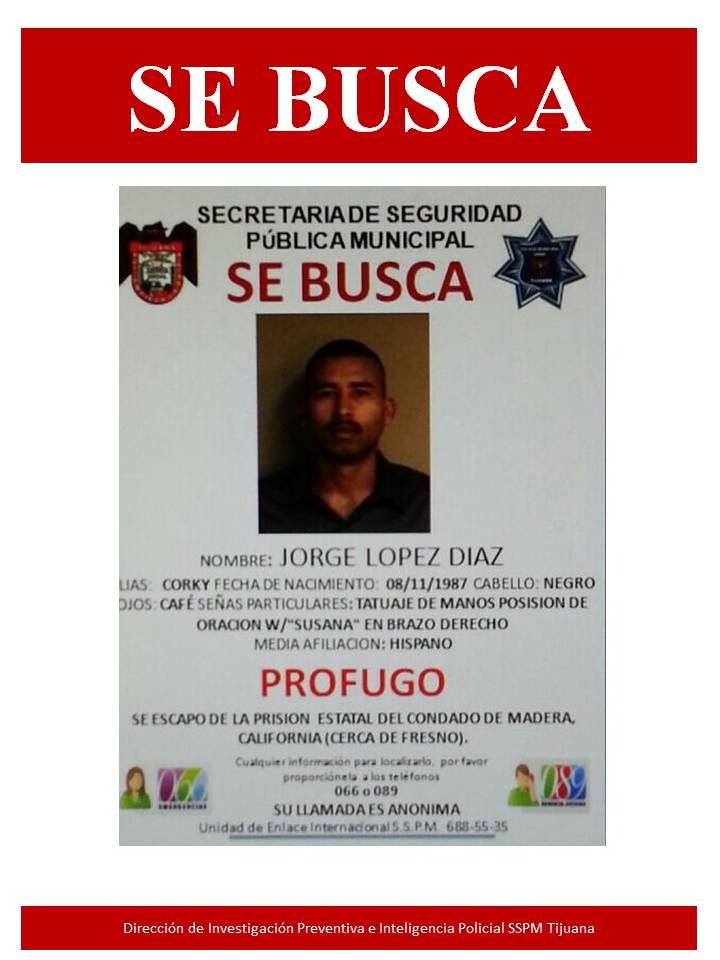 SE BUSCA
SECRETARIA DE SEGURIDAD
PÚBLICA MUNICIPAL
SE BUSCA
NOMBRE: JORGE LOPEZ DIAZ
LIAS: CORKY FECHA DE NACIMIENTO: 08/11/1987 CABELLO: NEGRO
OJOS: CAFÉ SEÑAS PARTICULARES: TATUAJE DE MANOS POSISION DE
ORACION W/"SUSANA" EN BRAZO DERECHO
MEDIA AFILIACION: HISPANO
PROFUGO
SE ESCAPO DE LA PRISION ESTATAL DEL CONDADO DE MADERA,
CALIFORNIA (CERCA DE FRESNO).
Cualquier información para localizarlo, por favor
proporciónela a los teléfonos
066 o 089
066
EMERGENCIAS
089
DENUNCIA ANONIMA
SU LLAMADA ES ANONIMA
Unidad de Enlace Internacional S.S.P.M. 688-55-35
Dirección de Investigación Preventiva e Inteligencia Policial SSPM Tijuana